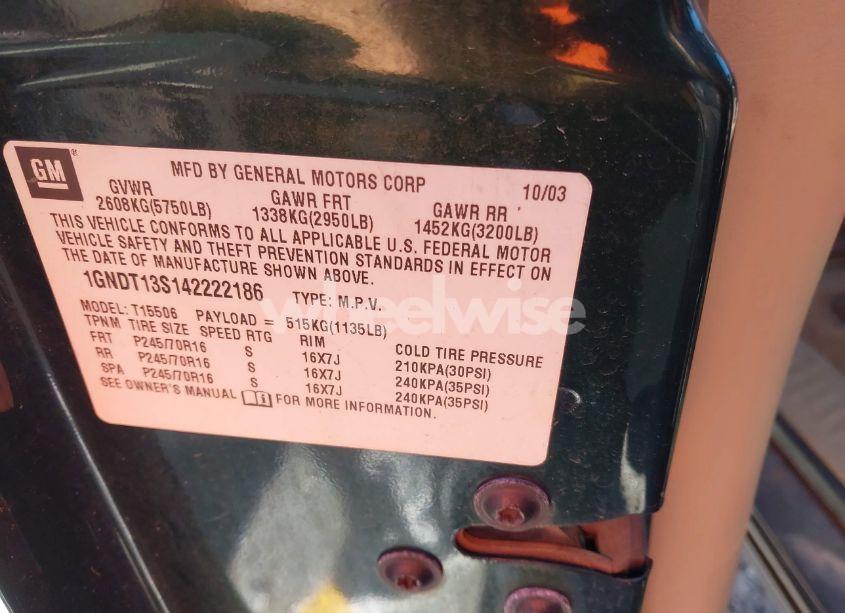 GM ®
MFD BY GENERAL MOTORS CORP 10/03
GVWR GAWR FRT GAWR RR
2608KG(5750LB) 1338KG(2950LB) 1452KG(3200LB)
THIS VEHICLE CONFORMS TO ALL APPLICABLE U.S. FEDERAL MOTOR
VEHICLE SAFETY AND THEFT PREVENTION STANDARDS IN EFFECT ON
THE DATE OF MANUFACTURE SHOWN ABOVE.
1GNDT13S142222186 TYPE: M.P.V.
MODEL: T15506 PAYLOAD = 515KG(1135LB)
TPNM TIRE SIZE SPEED RTG RIM COLD TIRE PRESSURE
FRT P245/70R16 S 16X7J 210KPA(30PSI)
RR P245/70R16 S 16X7J 240KPA(35PSI)
SPA P245/70R16 S 16X7J 240KPA(35PSI)
SEE OWNER'S MANUAL i FOR MORE INFORMATION.
wheelwise